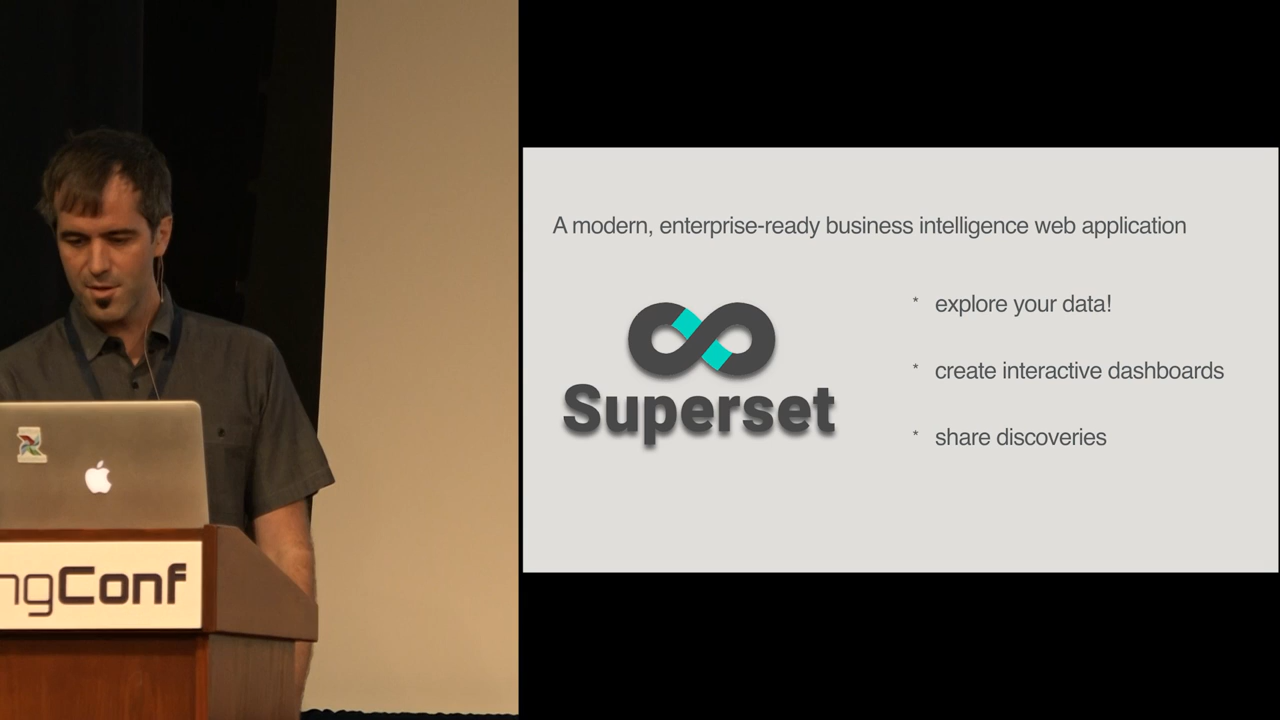 ngConf
A modern, enterprise-ready business intelligence web application
Superset
* explore your data!
* create interactive dashboards
* share discoveries